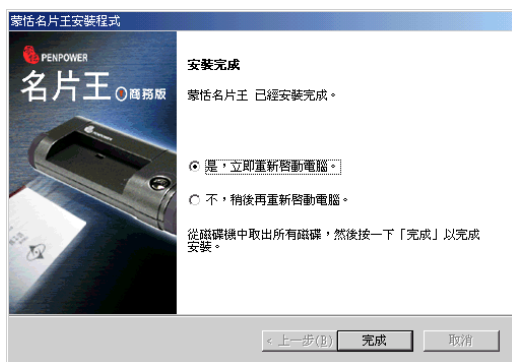 蒙恬名片王安裝程式
PENPOWER
名片王
商務版
安裝完成
蒙恬名片王 已經安裝完成。
是，立即重新啟動電腦。
不，稍後再重新啟動電腦。
從磁碟機中取出所有磁碟，然後按一下「完成」以完成
安裝。
< 上一步(B)
完成
取消